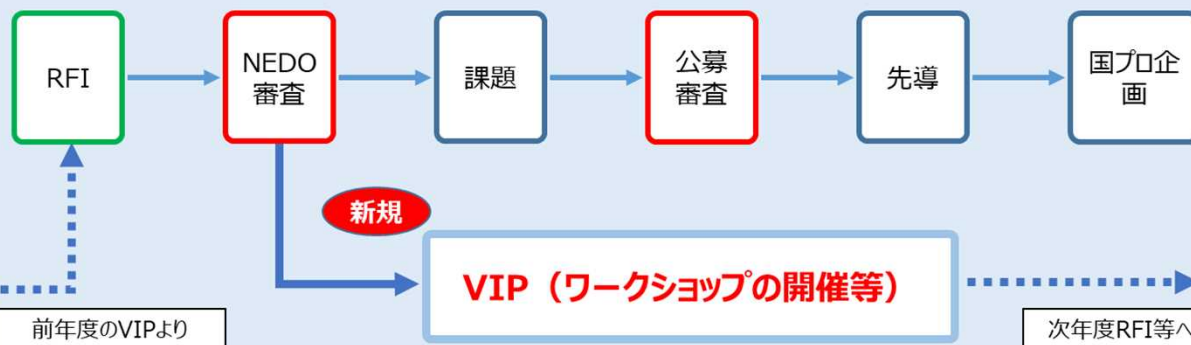 RFI
NEDO
審査
課題
公募
審査
先導
国プロ企
画
新規
VIP（ワークショップの開催等）
前年度のVIPより
次年度RFI等へ